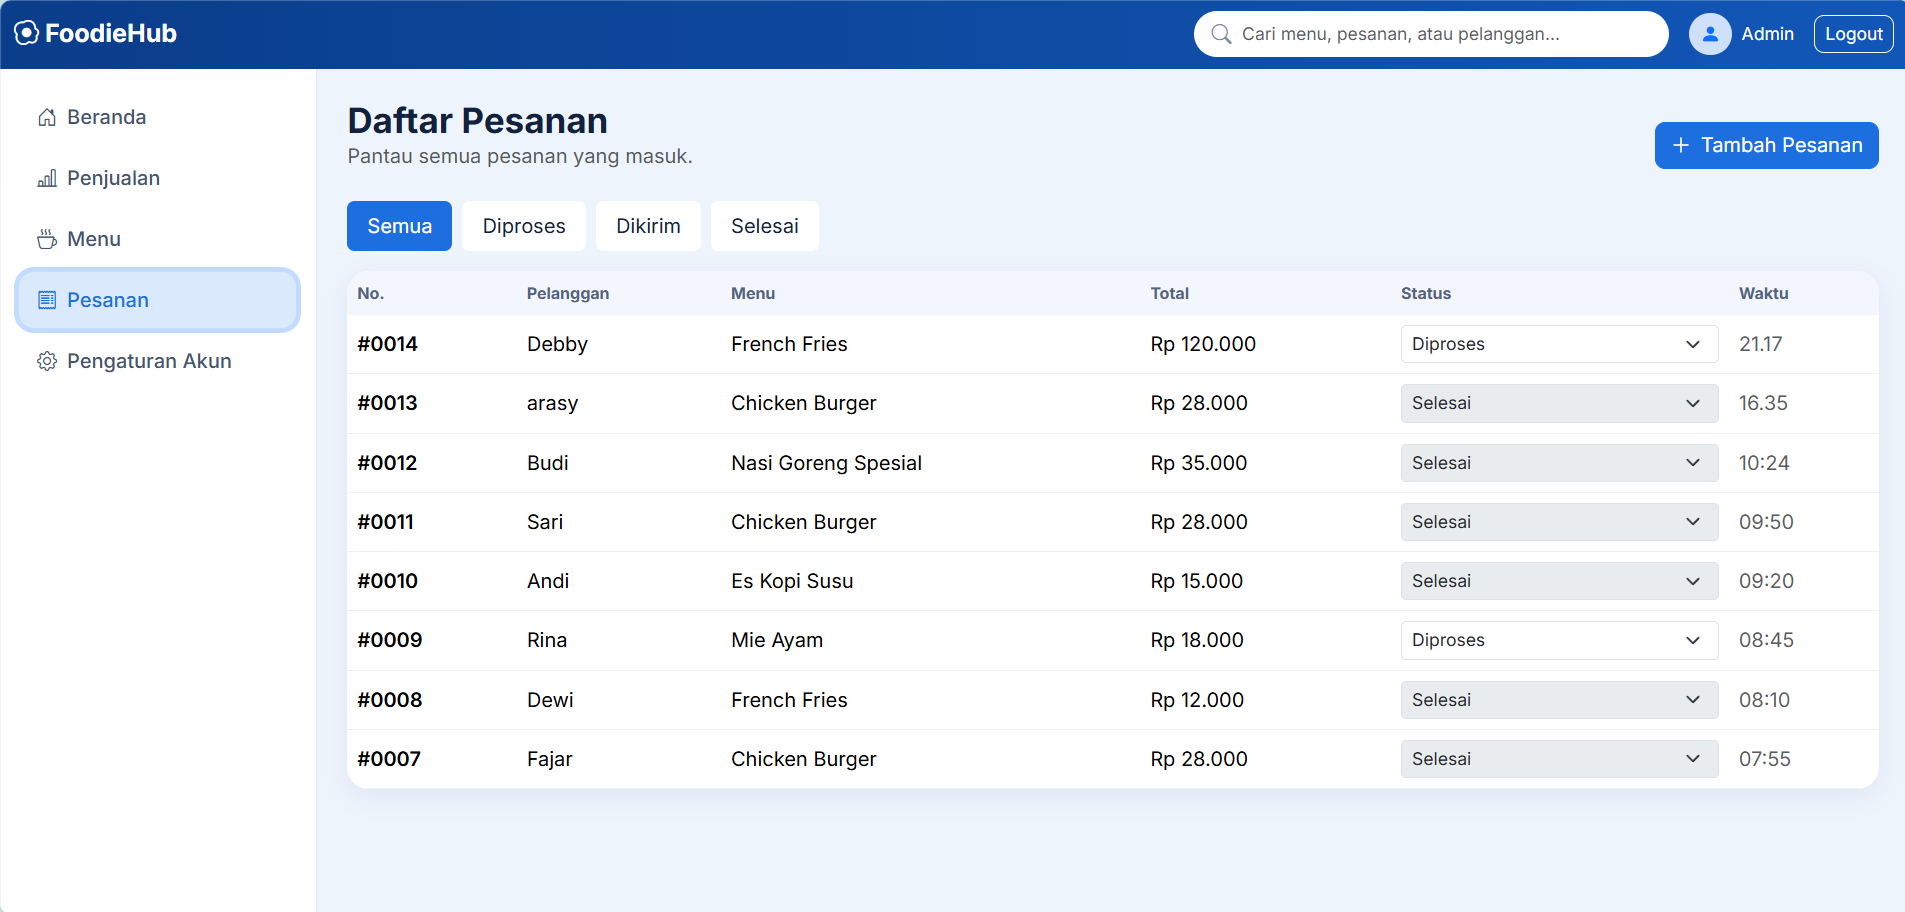 FoodieHub
Cari menu, pesanan, atau pelanggan...
Admin
Logout
Beranda
Penjualan
Menu
Pesanan
Pengaturan Akun
Daftar Pesanan
Pantau semua pesanan yang masuk.
+ Tambah Pesanan
Semua Diproses Dikirim Selesai
No. Pelanggan Menu Total Status Waktu
#0014 Debby French Fries Rp 120.000 Diproses 21.17
#0013 arasy Chicken Burger Rp 28.000 Selesai 16.35
#0012 Budi Nasi Goreng Spesial Rp 35.000 Selesai 10:24
#0011 Sari Chicken Burger Rp 28.000 Selesai 09:50
#0010 Andi Es Kopi Susu Rp 15.000 Selesai 09:20
#0009 Rina Mie Ayam Rp 18.000 Diproses 08:45
#0008 Dewi French Fries Rp 12.000 Selesai 08:10
#0007 Fajar Chicken Burger Rp 28.000 Selesai 07:55